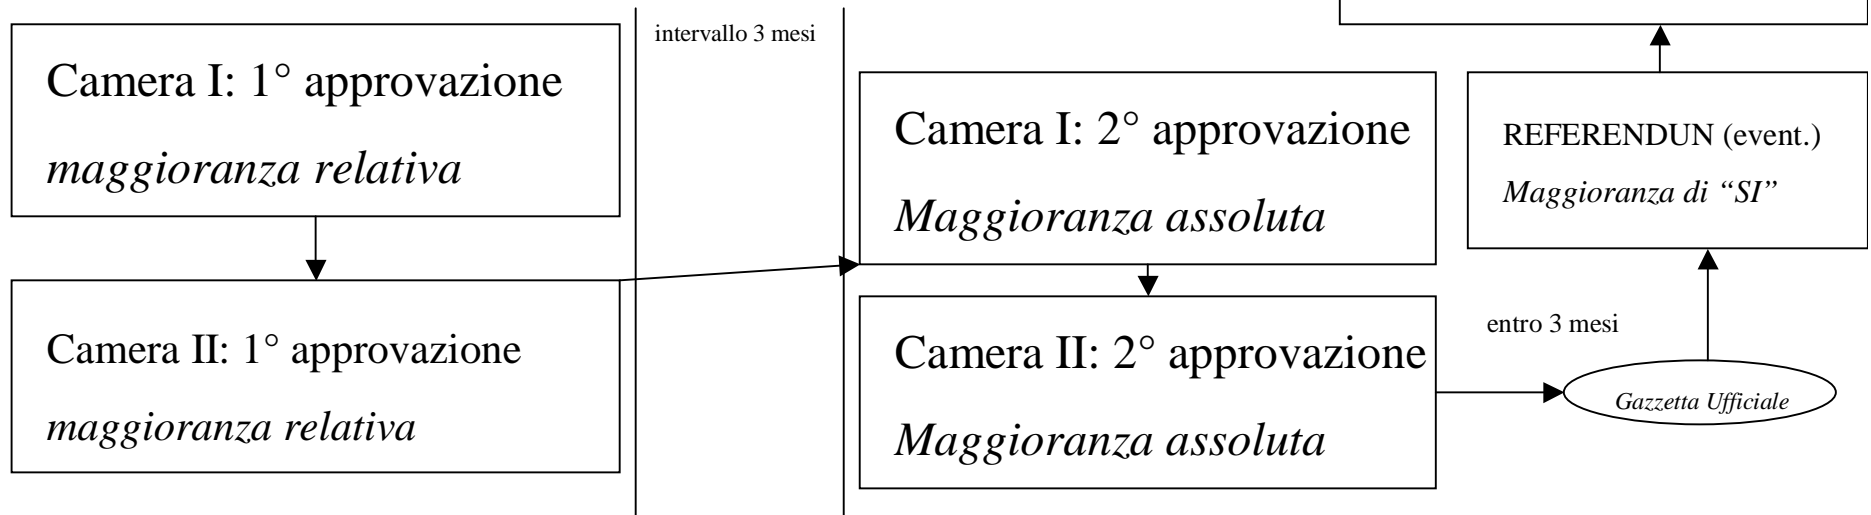 Camera I: 1° approvazione
maggioranza relativa
Camera II: 1° approvazione
maggioranza relativa
intervallo 3 mesi
Camera I: 2° approvazione
Maggioranza assoluta
Camera II: 2° approvazione
Maggioranza assoluta
entro 3 mesi
Gazzetta Ufficiale
REFERENDUN (event.)
Maggioranza di “SI”